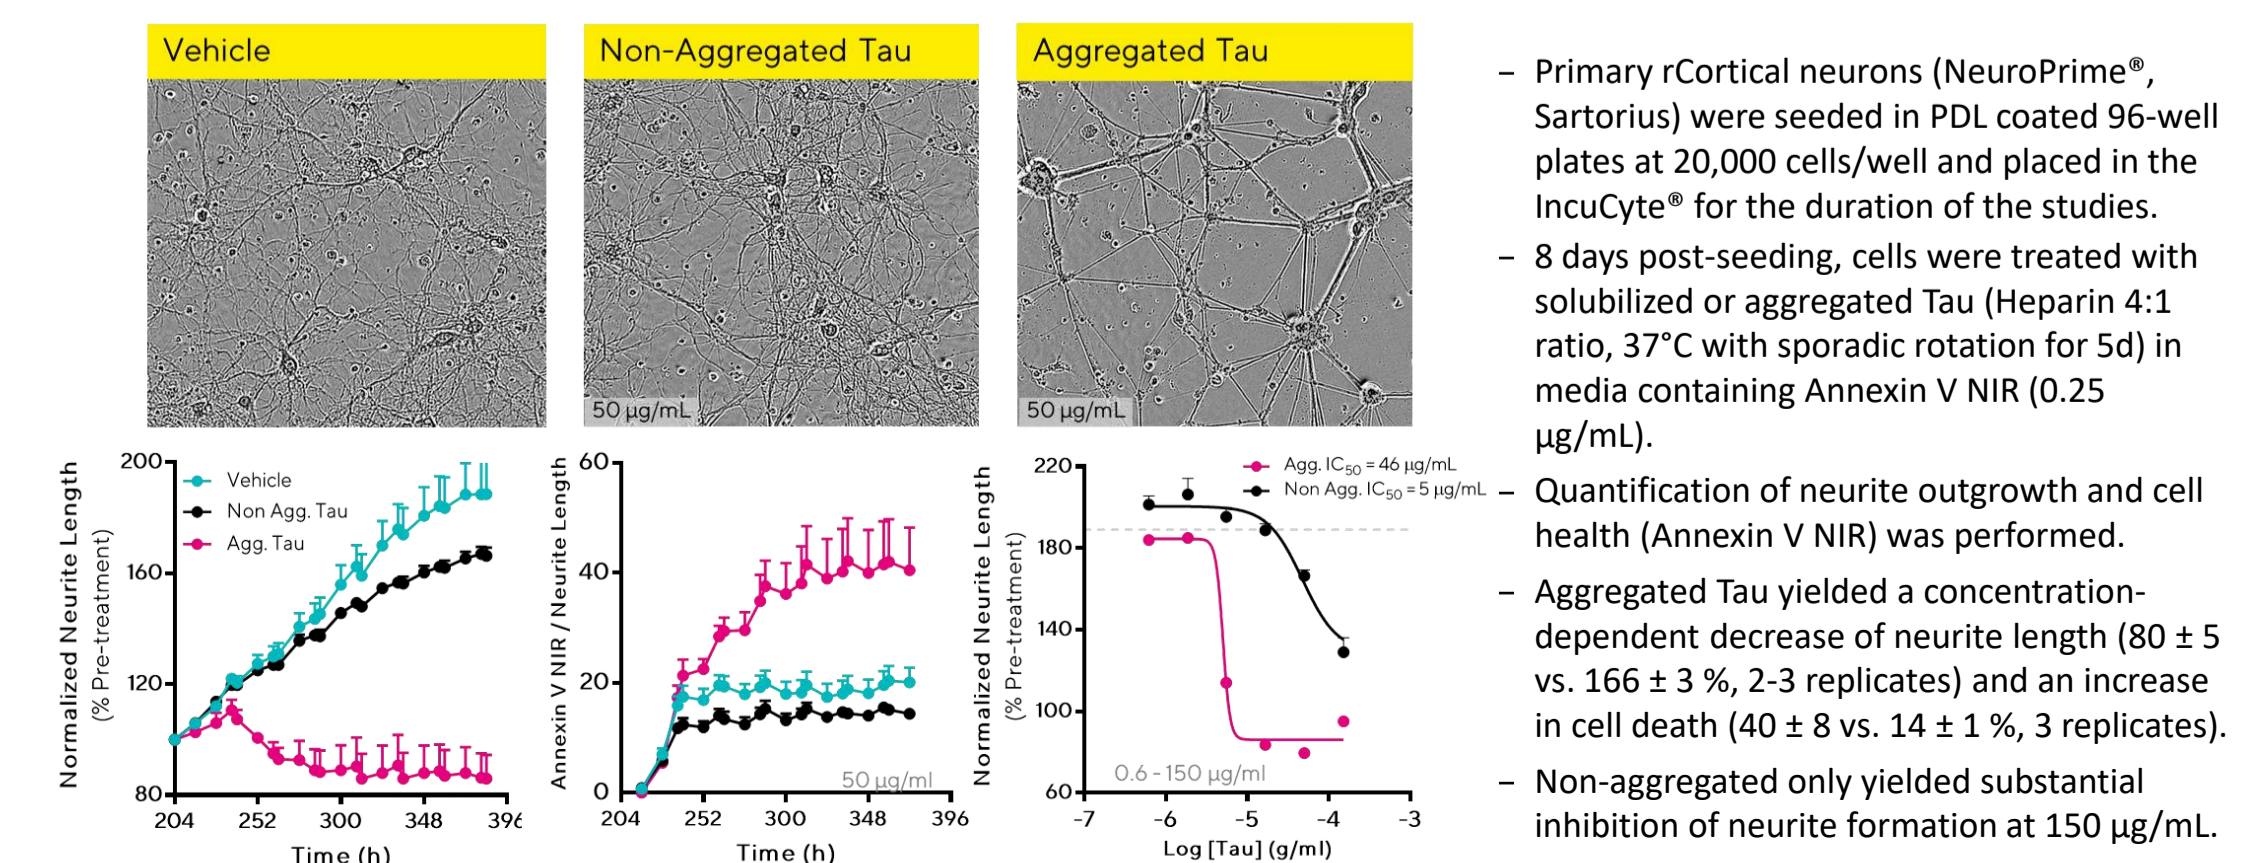 Vehicle
Non-Aggregated Tau
Aggregated Tau
50 µg/mL
50 µg/mL
Normalized Neurite Length
(% Pre-treatment)
200
160
120
80
Vehicle
Non Agg. Tau
Agg. Tau
204 252 300 348 396
Time (h)
Annexin V NIR / Neurite Length
60
40
20
0
50 µg/ml
204 252 300 348 396
Time (h)
Normalized Neurite Length
(% Pre-treatment)
220
180
140
100
60
Agg. IC50 = 46 µg/mL
Non Agg. IC50 = 5 µg/mL
0.6 - 150 µg/ml
-7 -6 -5 -4 -3
Log [Tau] (g/ml)
– Primary rCortical neurons (NeuroPrime®,
Sartorius) were seeded in PDL coated 96-well
plates at 20,000 cells/well and placed in the
IncuCyte® for the duration of the studies.
– 8 days post-seeding, cells were treated with
solubilized or aggregated Tau (Heparin 4:1
ratio, 37°C with sporadic rotation for 5d) in
media containing Annexin V NIR (0.25
µg/mL).
– Quantification of neurite outgrowth and cell
health (Annexin V NIR) was performed.
– Aggregated Tau yielded a concentration-
dependent decrease of neurite length (80 ± 5
vs. 166 ± 3 %, 2-3 replicates) and an increase
in cell death (40 ± 8 vs. 14 ± 1 %, 3 replicates).
– Non-aggregated only yielded substantial
inhibition of neurite formation at 150 µg/mL.